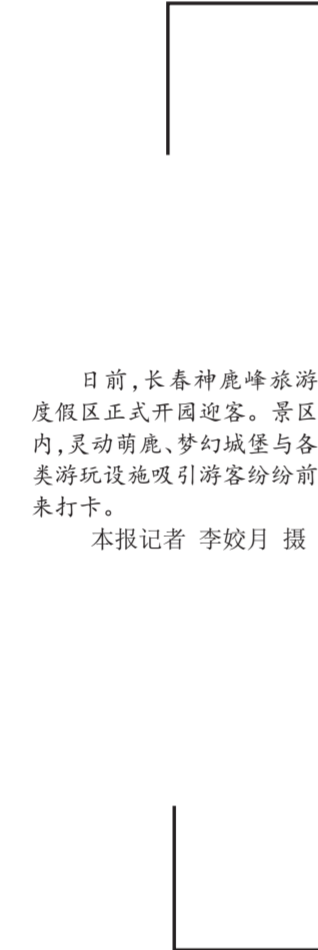 日前,长春神鹿峰旅游
度假区正式开园迎客。景区
内,灵动萌鹿、梦幻城堡与各
类游玩设施吸引游客纷纷前
来打卡。
本报记者 李姣月 摄